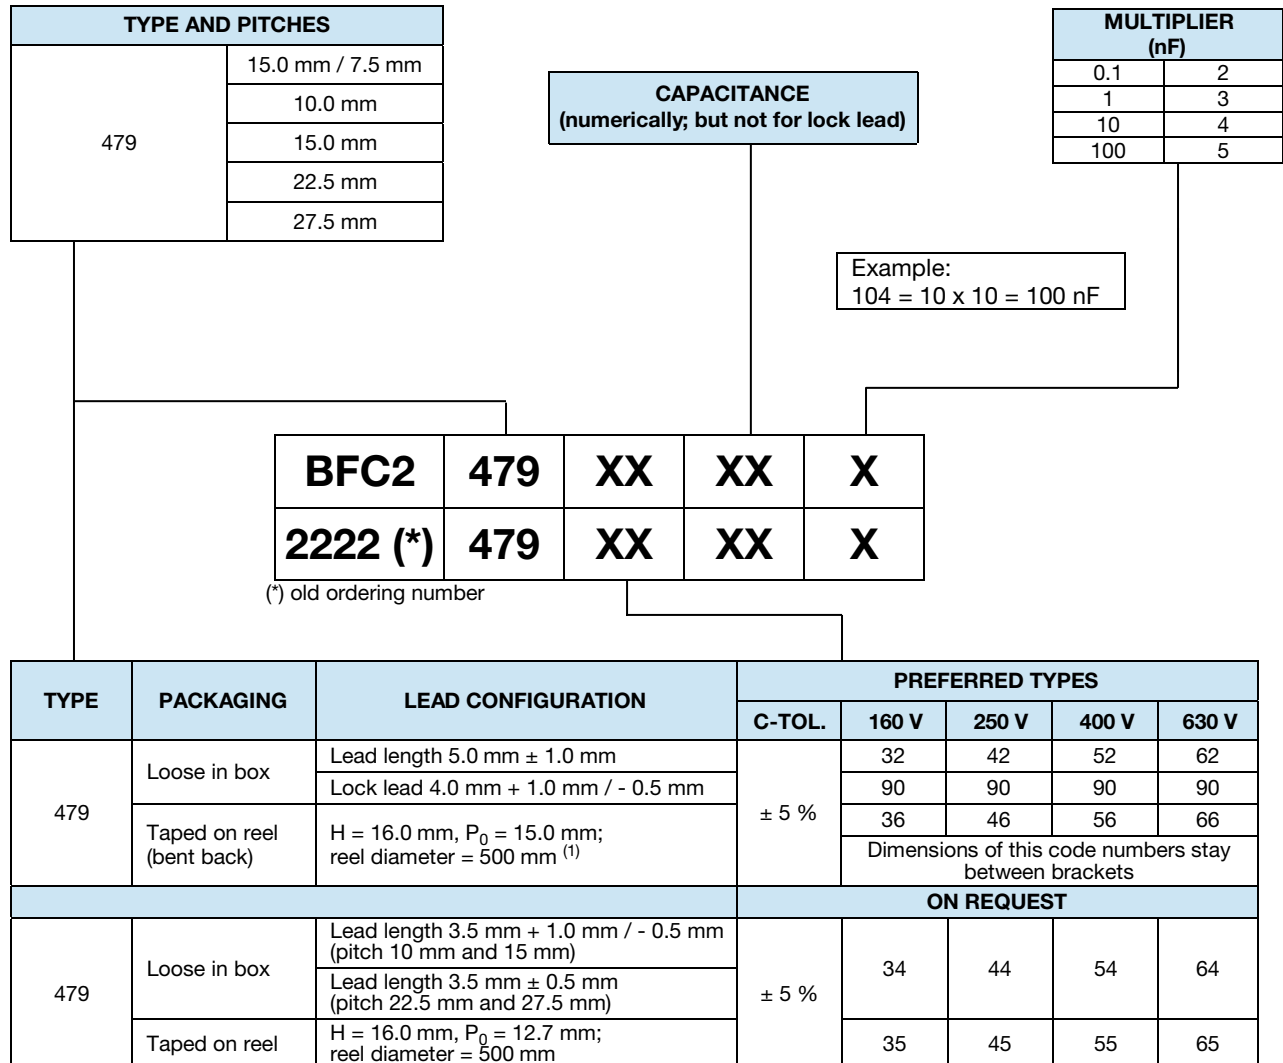 TYPE AND PITCHES
479
15.0 mm / 7.5 mm
10.0 mm
15.0 mm
22.5 mm
27.5 mm
CAPACITANCE
(numerically; but not for lock lead)
MULTIPLIER
(nF)
0.1 2
1 3
10 4
100 5
Example:
104 = 10 x 10 = 100 nF
BFC2 479 XX XX X
2222 (*) 479 XX XX X
(*) old ordering number
TYPE PACKAGING LEAD CONFIGURATION PREFERRED TYPES
C-TOL. 160 V 250 V 400 V 630 V
479
Loose in box
Lead length 5.0 mm ± 1.0 mm
± 5 %
32 42 52 62
Lock lead 4.0 mm + 1.0 mm / - 0.5 mm
90 90 90 90
Taped on reel
(bent back)
H = 16.0 mm, P0 = 15.0 mm;
reel diameter = 500 mm (1)
36 46 56 66
Dimensions of this code numbers stay
between brackets
ON REQUEST
479
Loose in box
Lead length 3.5 mm + 1.0 mm / - 0.5 mm
(pitch 10 mm and 15 mm)
Lead length 3.5 mm ± 0.5 mm
(pitch 22.5 mm and 27.5 mm)
± 5 %
34 44 54 64
Taped on reel
H = 16.0 mm, P0 = 12.7 mm;
reel diameter = 500 mm
35 45 55 65